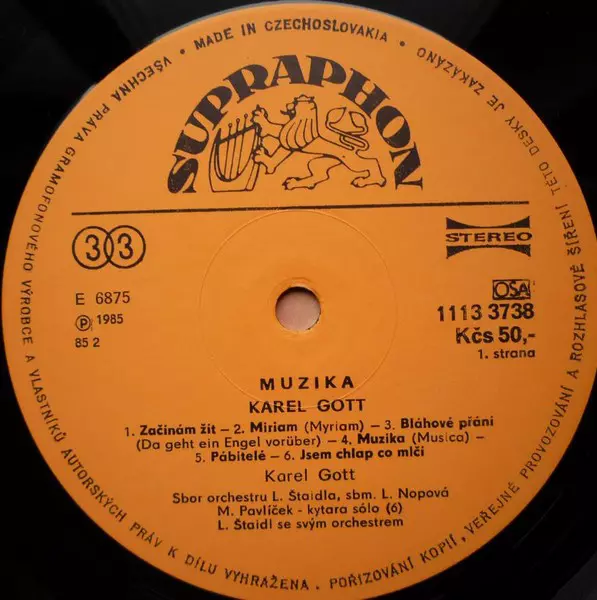 VŠECHNA PRÁVA GRAMOFONOVÉHO VÝROBCE A VLASTNÍKŮ AUTORSKÝCH PRÁV K DÍLU VYHRAŽENA. POŘIZOVÁNÍ KOPIÍ, VEŘEJNÉ PROVOZOVÁNÍ A ROZHLASOVÉ ŠÍŘENÍ TÉTO DESKY JE ZAKÁZÁNO • MADE IN CZECHOSLOVAKIA •
SUPRAPHON
33
STEREO
E 6875
Ⓟ 1985
85 2
OSA
1113 3738
Kčs 50,-
1. strana
MUZIKA
KAREL GOTT
1. Začínám žít – 2. Miriam (Myriam) – 3. Bláhové přání
(Da geht ein Engel vorüber) – 4. Muzika (Musica) –
5. Pábitelé – 6. Jsem chlap co mlčí
Karel Gott
Sbor orchestru L. Štaidla, sbm. L. Nopová
M. Pavlíček - kytara sólo (6)
L. Štaidl se svým orchestrem